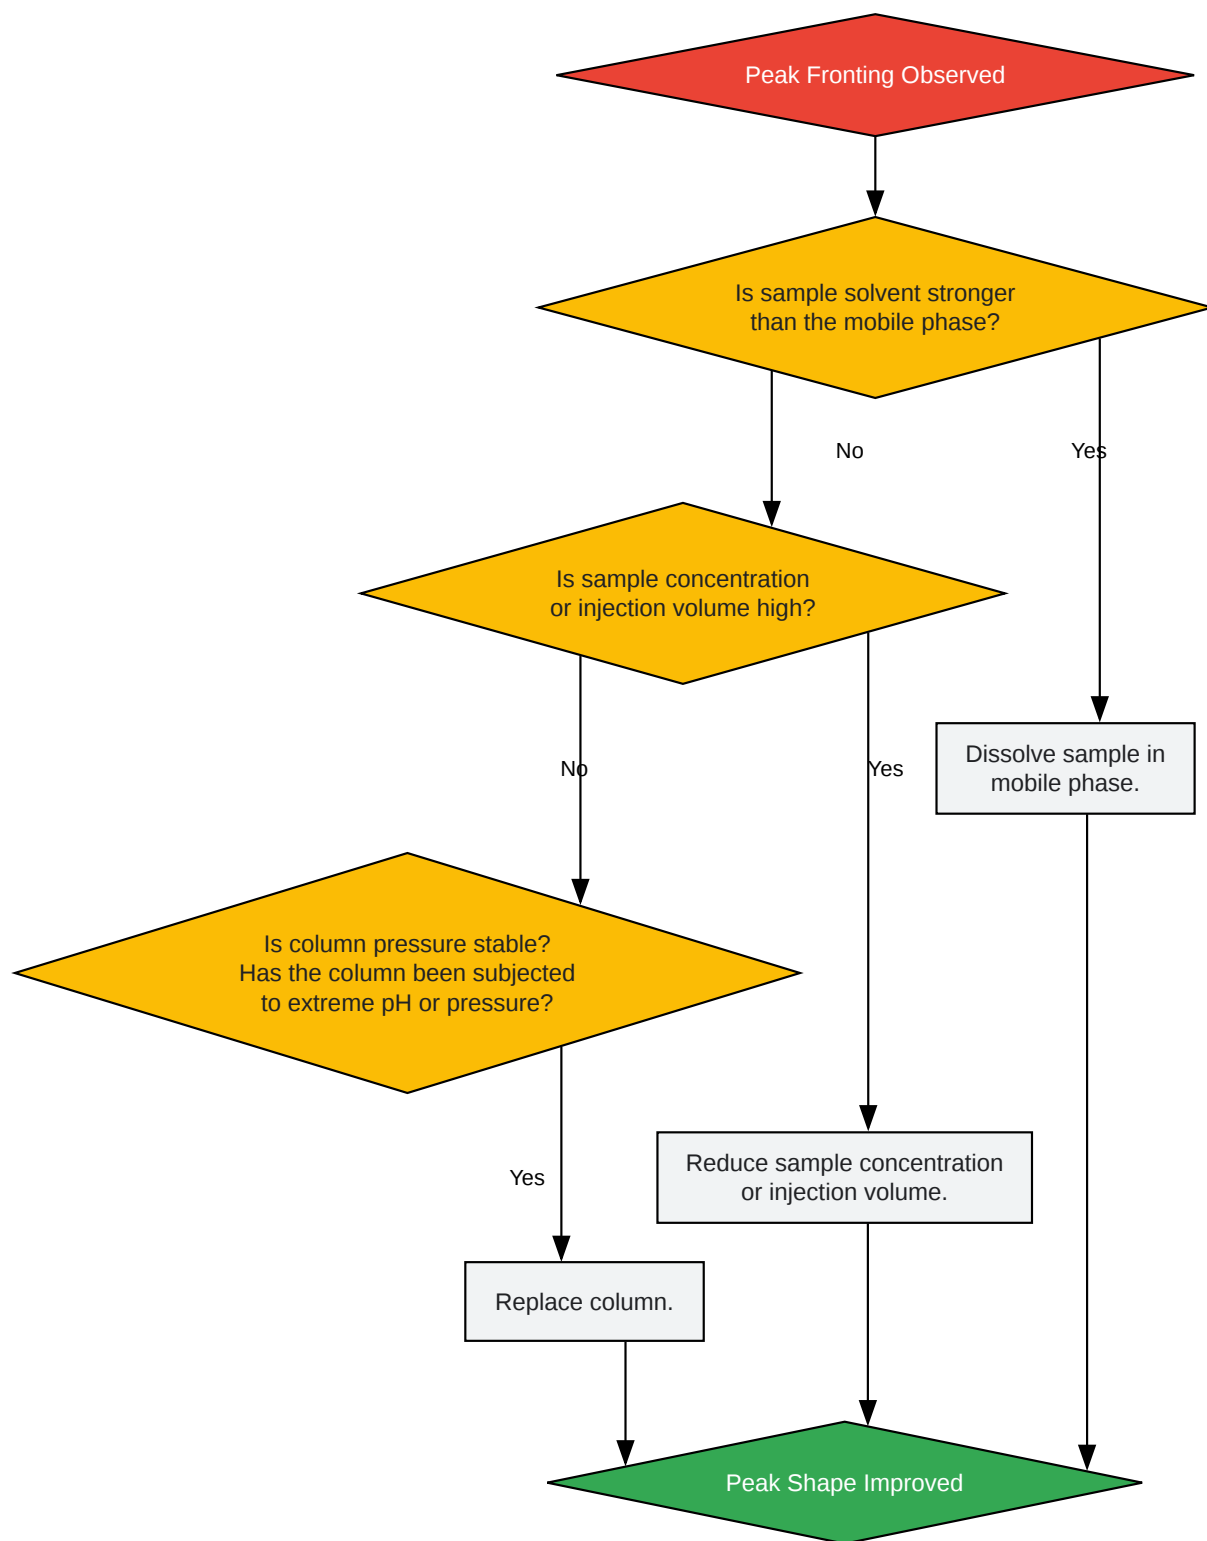 Peak Fronting Observed
Is sample solvent stronger
than the mobile phase?
No
Yes
Is sample concentration
or injection volume high?
No
Yes
Dissolve sample in
mobile phase.
Is column pressure stable?
Has the column been subjected
to extreme pH or pressure?
Yes
Reduce sample concentration
or injection volume.
Replace column.
Peak Shape Improved